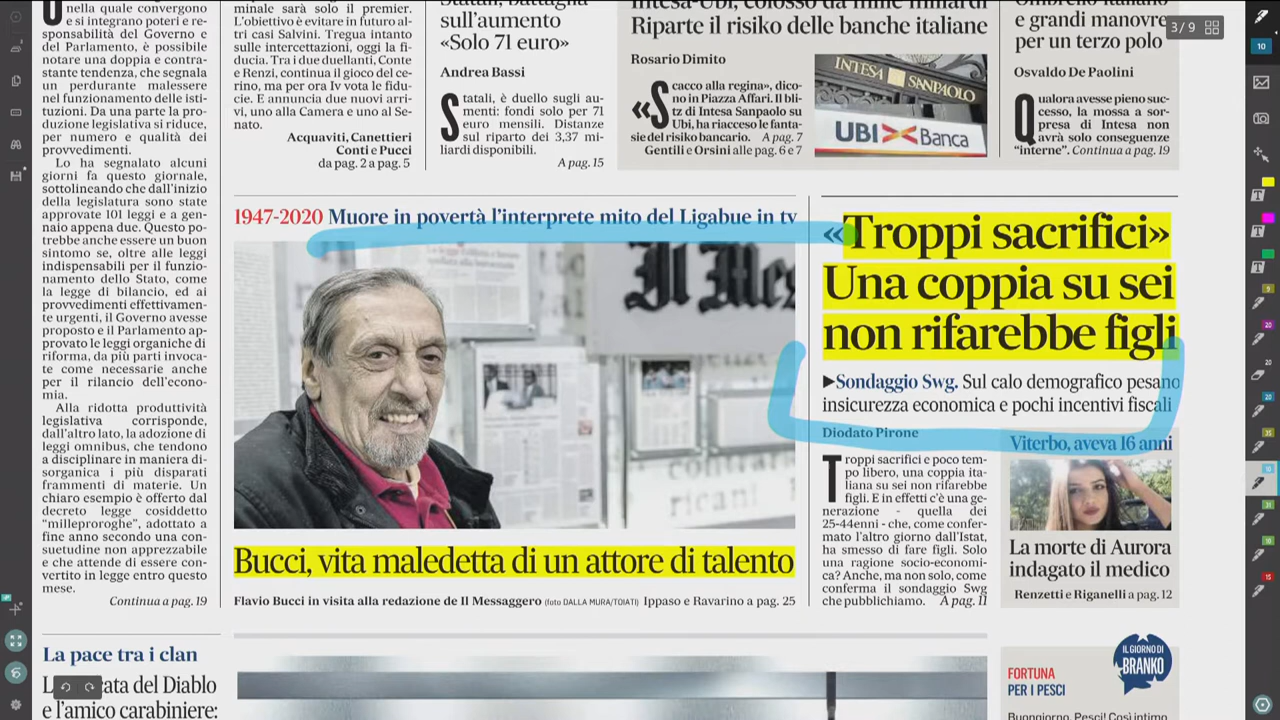 nella quale convergono
e si integrano poteri e re-
sponsabilità del Governo e
del Parlamento, è possibile
notare una doppia e contra-
stante tendenza, che segnala
un perdurante malessere
nel funzionamento delle isti-
tuzioni. Da una parte la pro-
duzione legislativa si riduce,
per numero e qualità dei
provvedimenti.
Lo ha segnalato alcuni
giorni fa questo giornale,
sottolineando che dall'inizio
della legislatura sono state
approvate 101 leggi e a gen-
naio appena due. Questo po-
trebbe anche essere un buon
sintomo se, oltre alle leggi
indispensabili per il funzio-
namento dello Stato, come
la legge di bilancio, ed ai
provvedimenti effettivamen-
te urgenti, il Governo avesse
proposto e il Parlamento ap-
provato le leggi organiche di
riforma, da più parti invoca-
te come necessarie anche
per il rilancio dell'econo-
mia.
Alla ridotta produttività
legislativa corrisponde,
dall'altro lato, la adozione di
leggi omnibus, che tendono
a disciplinare in maniera di-
sorganica i più disparati
frammenti di materie. Un
chiaro esempio è offerto dal
decreto legge cosiddetto
“milleproroghe”, adottato a
fine anno secondo una con-
suetudine non apprezzabile
e che attende di essere con-
vertito in legge entro questo
mese.
Continua a pag. 19
minale sarà solo il premier.
L'obiettivo è evitare in futuro al-
tri casi Salvini. Tregua intanto
sulle intercettazioni, oggi la fi-
ducia. Tra i due duellanti, Conte
e Renzi, continua il gioco del ce-
rino, ma per ora Iv vota le fidu-
cie. E annuncia due nuovi arri-
vi, uno alla Camera e uno al Se-
nato.
Acquaviti, Canettieri
Conti e Pucci
da pag. 2 a pag. 5
Statali, battaglia
sull'aumento
«Solo 71 euro»
Andrea Bassi
Statali, è duello sugli au-
menti: fondi solo per 71
euro mensili. Distanze
sul riparto dei 3,37 mi-
liardi disponibili.
A pag. 15
Intesa-Ubi, colosso da mille miliardi
Riparte il risiko delle banche italiane
Rosario Dimito
«Scacco alla regina», dico-
no in Piazza Affari. Il bli-
tz di Intesa Sanpaolo su
Ubi, ha riacceso le fanta-
sie del risiko bancario. A pag. 7
Gentili e Orsini alle pag. 6 e 7
INTESA SANPAOLO
UBI Banca
Ombrello italiano
e grandi manovre
per un terzo polo
Osvaldo De Paolini
Qualora avesse pieno suc-
cesso, la mossa a sor-
presa di Intesa non
avrà solo conseguenze
“interne”. Continua a pag. 19
3 / 9
1947-2020 Muore in povertà l'interprete mito del Ligabue in tv
Il Mes
Bucci, vita maledetta di un attore di talento
Flavio Bucci in visita alla redazione de Il Messaggero (foto DALLA MURA/TOIATI) Ippaso e Ravarino a pag. 25
«Troppi sacrifici»
Una coppia su sei
non rifarebbe figli
▶Sondaggio Swg. Sul calo demografico pesano
insicurezza economica e pochi incentivi fiscali
Diodato Pirone
Troppi sacrifici e poco tem-
po libero, una coppia ita-
liana su sei non rifarebbe
figli. E in effetti c'è una ge-
nerazione - quella dei
25-44enni - che, come confer-
mato l'altro giorno dall'Istat,
ha smesso di fare figli. Solo
una ragione socio-economi-
ca? Anche, ma non solo, come
conferma il sondaggio Swg
che pubblichiamo. A pag. 11
Viterbo, aveva 16 anni
La morte di Aurora
indagato il medico
Renzetti e Riganelli a pag. 12
La pace tra i clan
e l'amico carabiniere:
IL GIORNO DI
BRANKO
FORTUNA
PER I PESCI
Buongiorno, Pesci! Così intimo